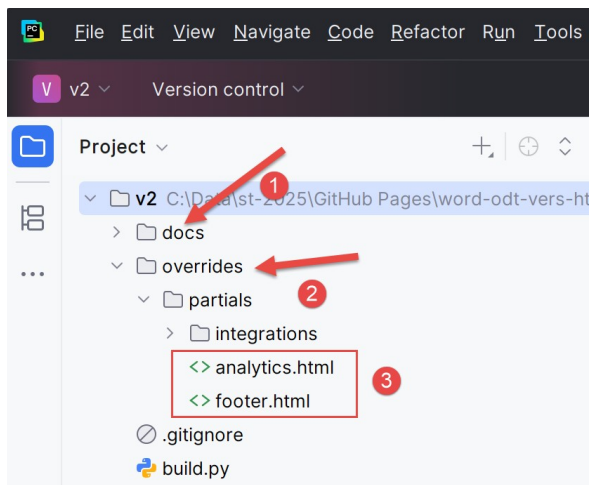 PC
File Edit View Navigate Code Refactor Run Tools
V v2 Version control
Project
1
v2 C:\Data\st-2025\GitHub Pages\word-odt-vers-ht
docs
overrides
2
partials
integrations
analytics.html
3
footer.html
.gitignore
build.py